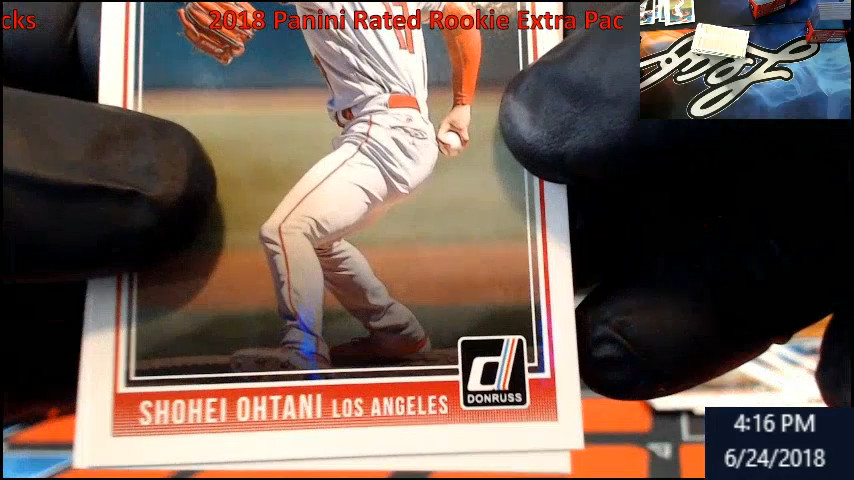 cks 2018 Panini Rated Rookie Extra Pac
SHOHEI OHTANI LOS ANGELES
DONRUSS
4:16 PM
6/24/2018